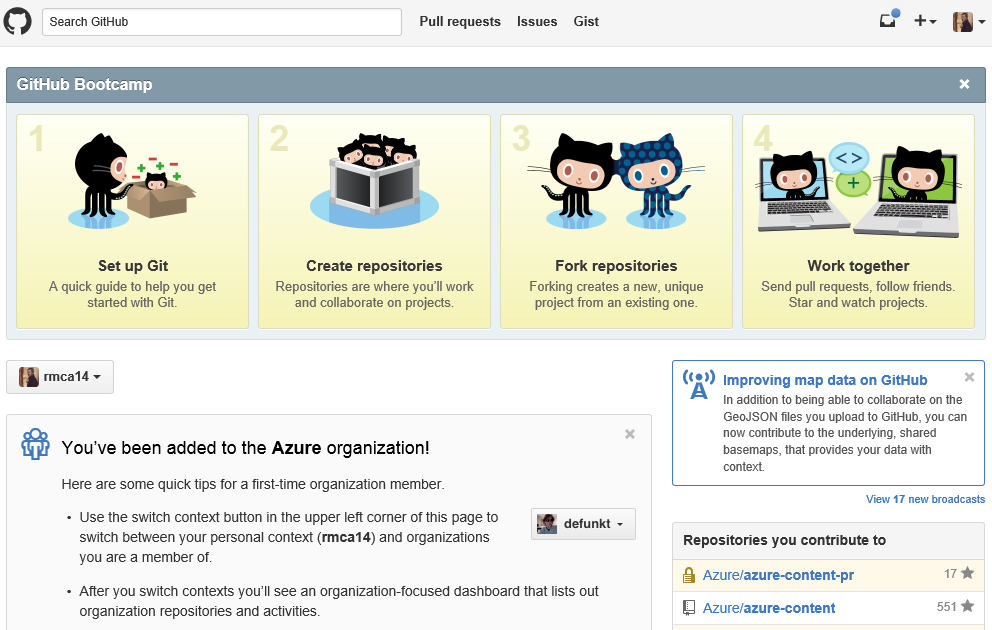 Search GitHub
Pull requests
Issues
Gist
GitHub Bootcamp
1
Set up Git
A quick guide to help you get
started with Git.
2
Create repositories
Repositories are where you'll work
and collaborate on projects.
3
Fork repositories
Forking creates a new, unique
project from an existing one.
4
<>
Work together
Send pull requests, follow friends.
Star and watch projects.
rmca14
You've been added to the Azure organization!
Here are some quick tips for a first-time organization member.
• Use the switch context button in the upper left corner of this page to
switch between your personal context (rmca14) and organizations
you are a member of.
defunkt
• After you switch contexts you'll see an organization-focused dashboard that lists out
organization repositories and activities.
Improving map data on GitHub
In addition to being able to collaborate on the
GeoJSON files you upload to GitHub, you can
now contribute to the underlying, shared
basemaps, that provides your data with
context.
View 17 new broadcasts
Repositories you contribute to
Azure/azure-content-pr 17
Azure/azure-content 551